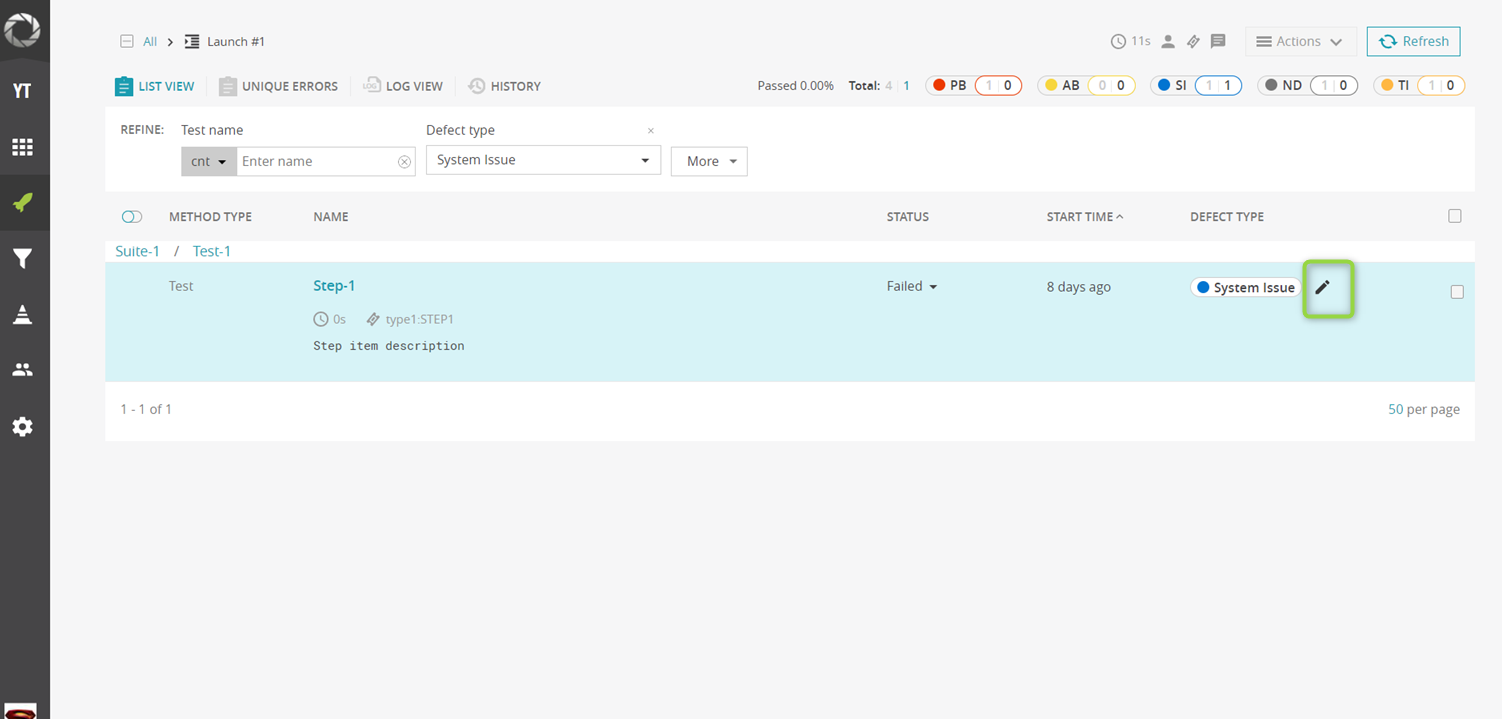 All Launch #1 11s Actions Refresh
YT
LIST VIEW UNIQUE ERRORS LOG VIEW HISTORY Passed 0.00% Total: 4 1 PB 1 0 AB 0 0 SI 1 1 ND 1 0 TI 1 0
REFINE: Test name Defect type
cnt Enter name System Issue More
METHOD TYPE NAME STATUS START TIME DEFECT TYPE
Suite-1 / Test-1
Test Step-1 Failed 8 days ago System Issue
0s type1:STEP1
Step item description
1 - 1 of 1 50 per page